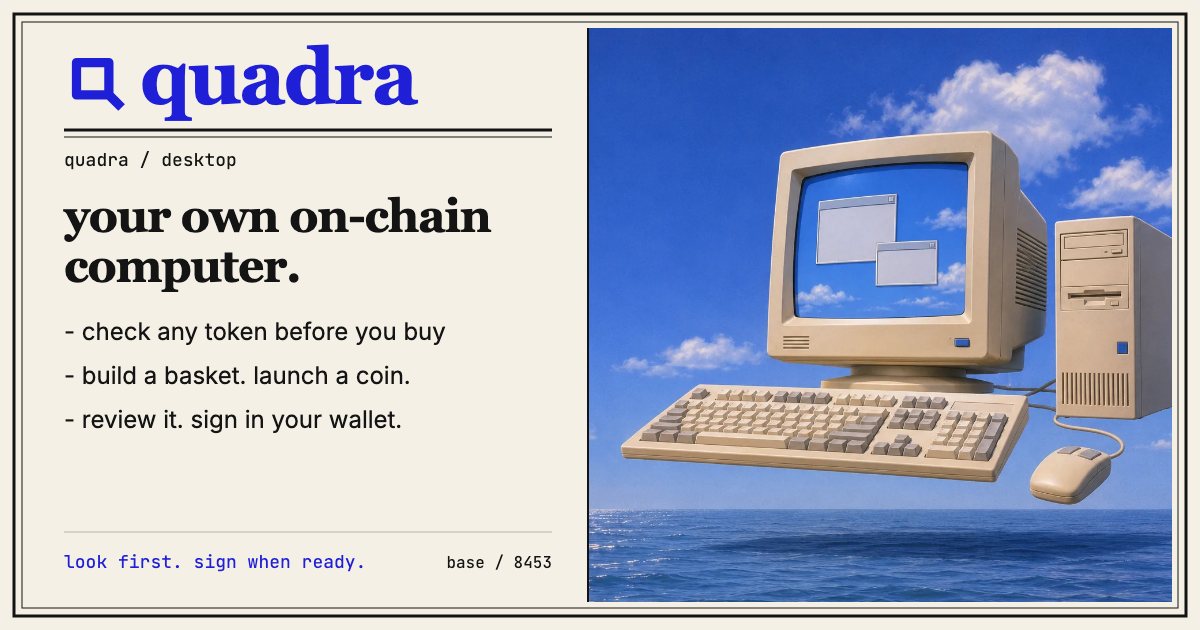 quadra
quadra / desktop
your own on-chain
computer.
- check any token before you buy
- build a basket. launch a coin.
- review it. sign in your wallet.
look first. sign when ready.
base / 8453